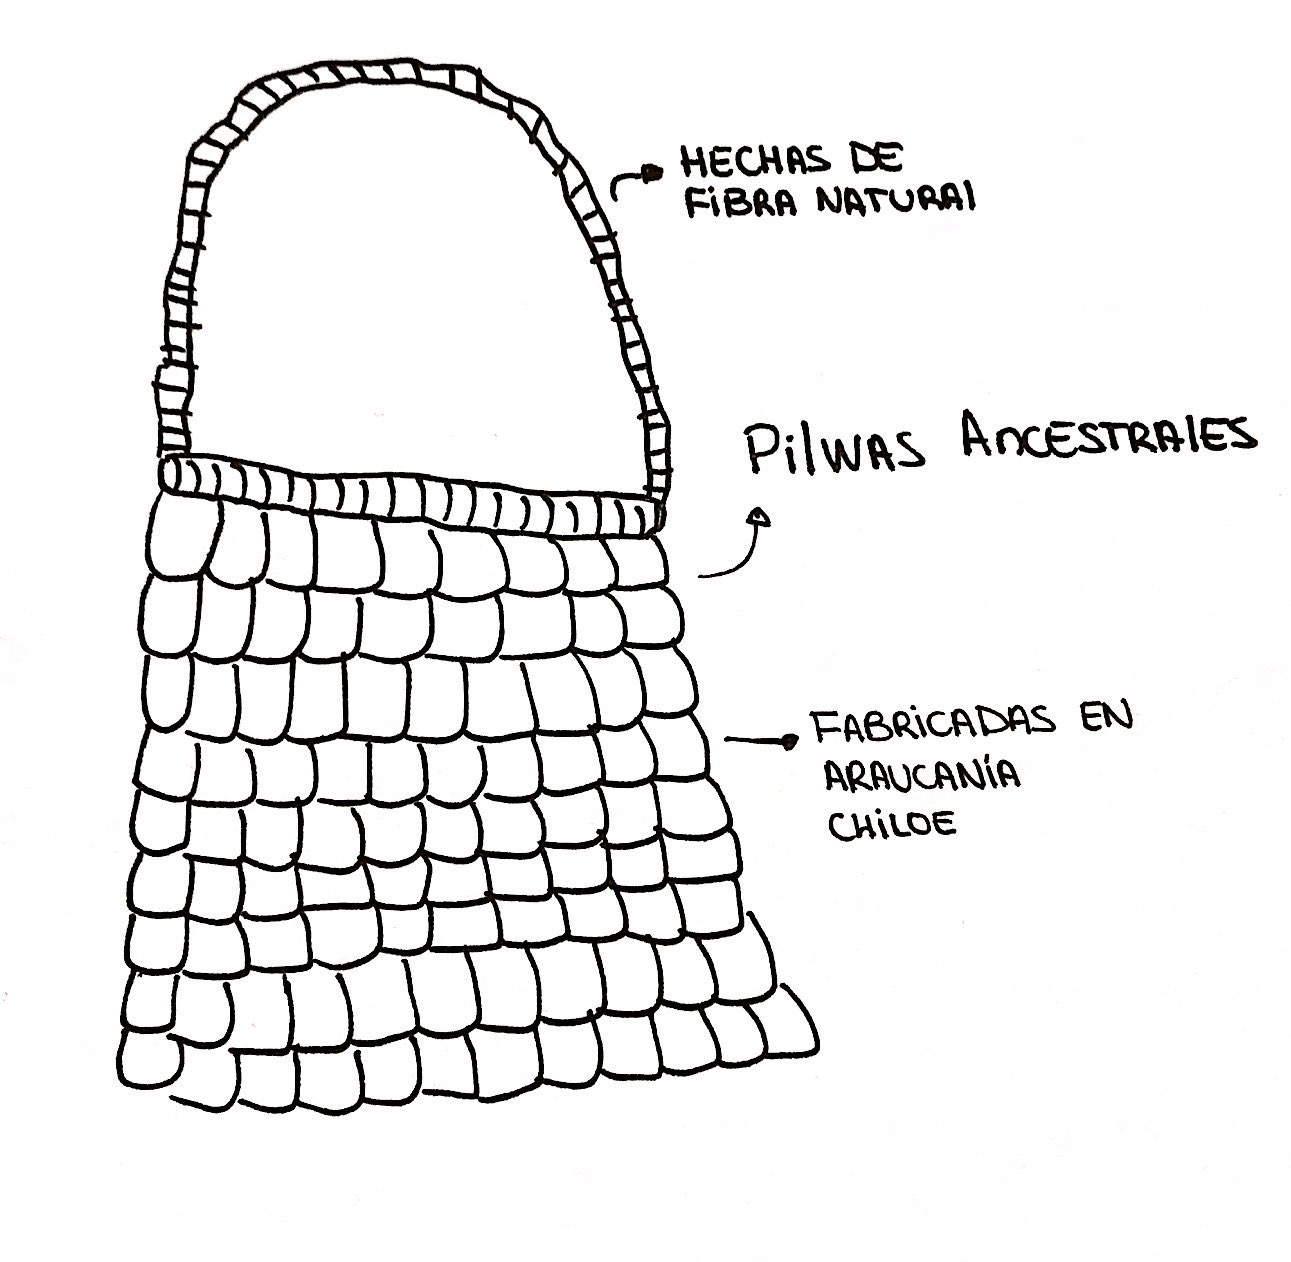 HECHAS DE
FIBRA NATURAl
PilWAS ANCESTRAlES
FABRICADAS EN
ARAUCANÍA
CHILOE